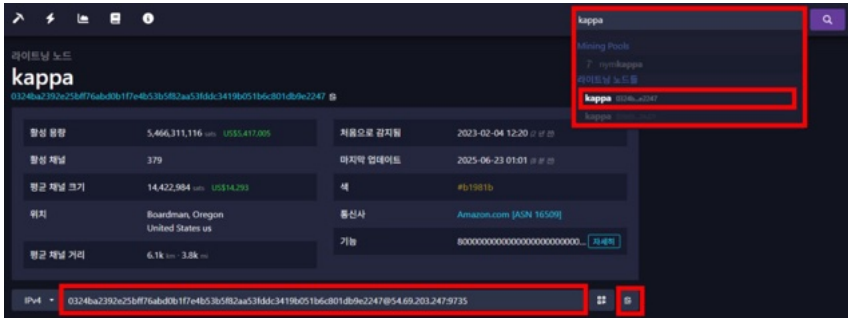 kappa
Mining Pools
nymkappa
라이트닝 노드들
kappa 0324b...e2247
kappa
라이트닝 노드
kappa
0324ba2392e25bff76abd0b1f7e4b53b5f82aa53fddc3419b051b6c801db9e2247
활성 용량 5,466,311,116 sats US$5,417,005
활성 채널 379
평균 채널 크기 14,422,984 sats US$14,293
위치 Boardman, Oregon
United States us
평균 채널 거리 6.1k km · 3.8k mi
처음으로 감지됨 2023-02-04 12:20
마지막 업데이트 2025-06-23 01:01
색 #b1981b
통신사 Amazon.com [ASN 16509]
기능 80000000000000000000000... 자세히
IPv4 0324ba2392e25bff76abd0b1f7e4b53b5f82aa53fddc3419b051b6c801db9e2247@54.69.203.247:9735